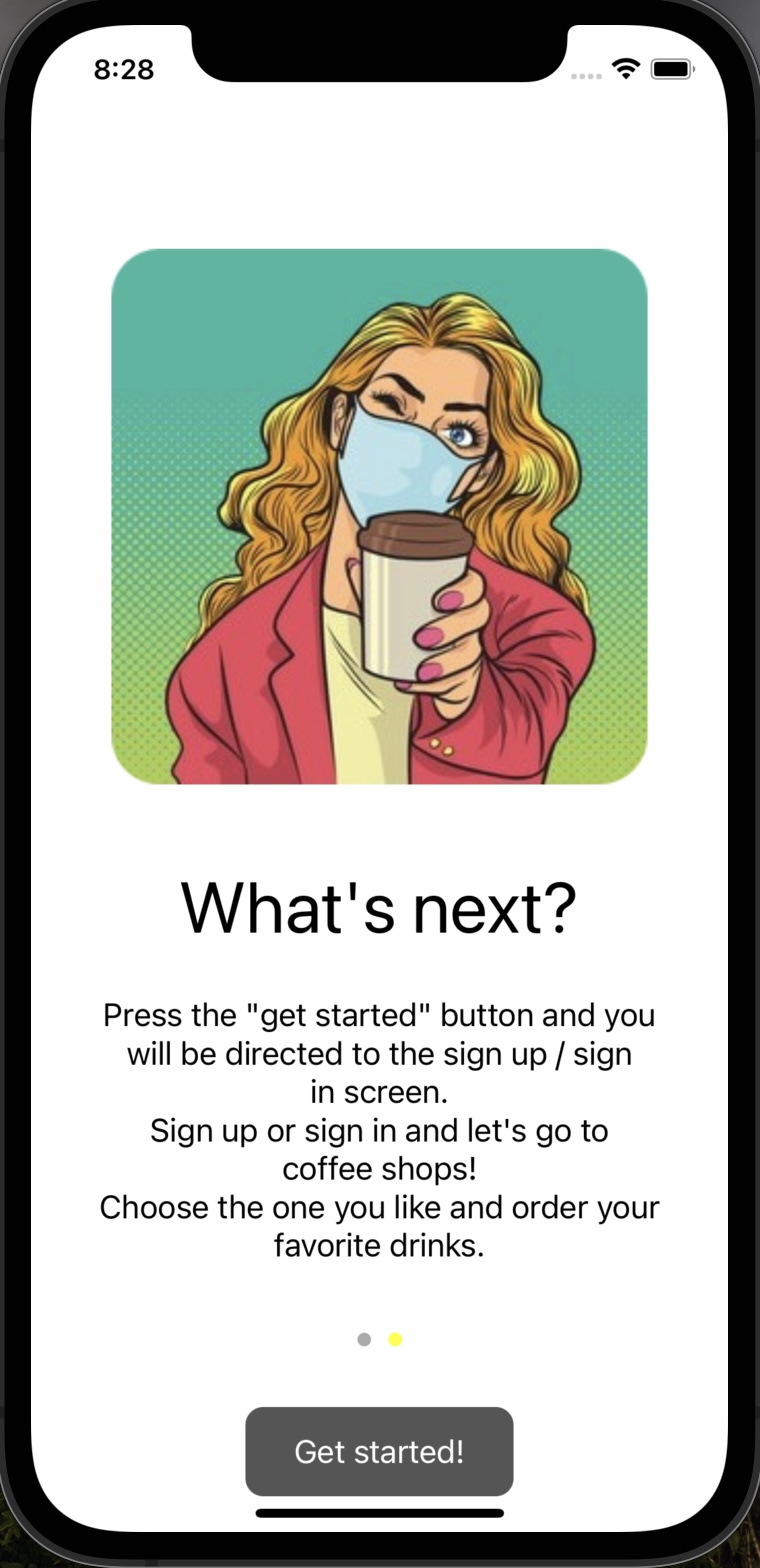 8:28
What's next?
Press the "get started" button and you
will be directed to the sign up / sign
in screen.
Sign up or sign in and let's go to
coffee shops!
Choose the one you like and order your
favorite drinks.
Get started!